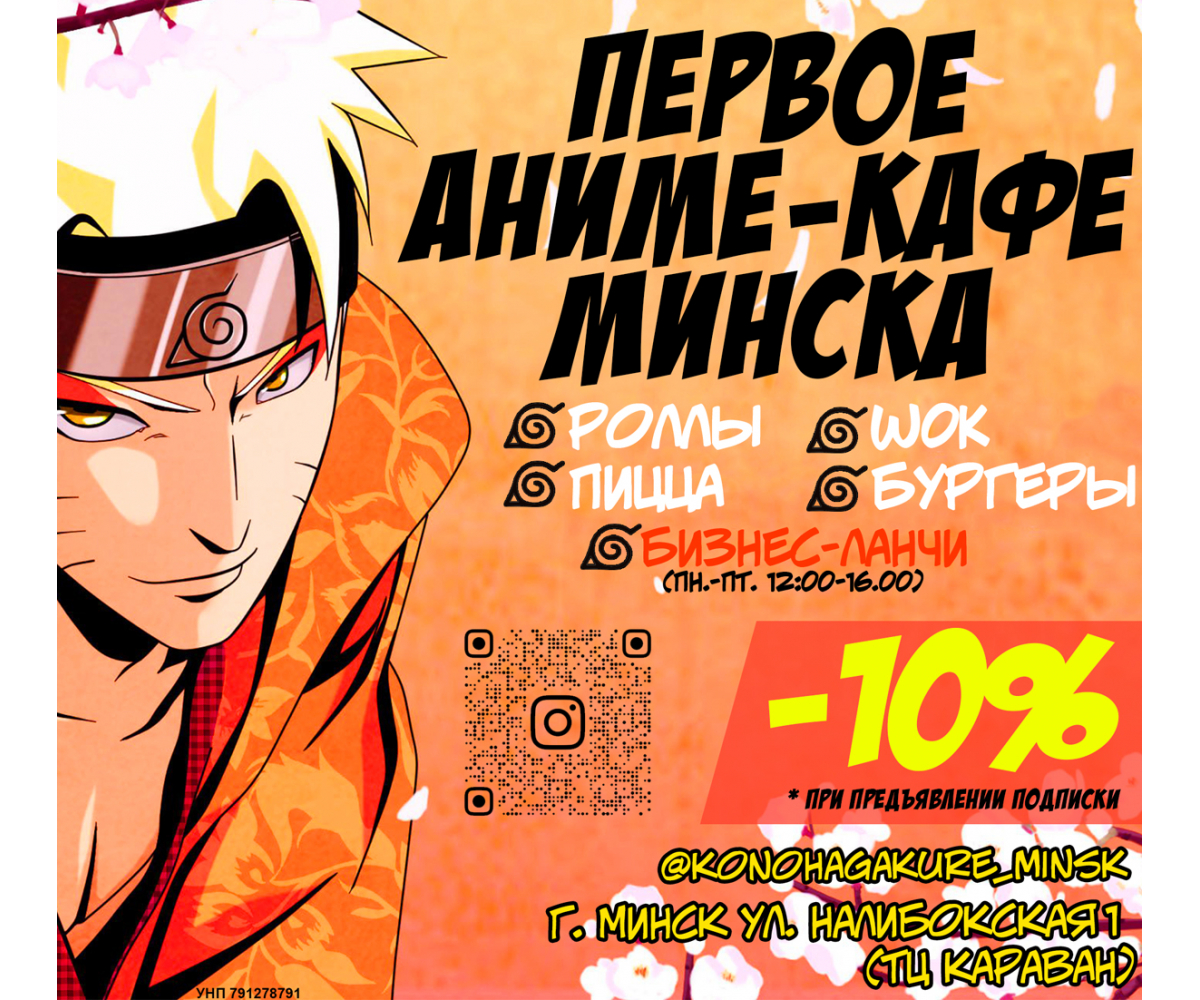 ПЕРВОЕ
АНИМЕ-КАФЕ
МИНСКА
РОЛЛЫ WOK
ПИЦЦА БУРГЕРЫ
БИЗНЕС-ЛАНЧИ
(ПН.-ПТ. 12:00-16.00)
-10%
* ПРИ ПРЕДЪЯВЛЕНИИ ПОДПИСКИ
@KONOHAGAKURE_MINSK
Г. МИНСК УЛ. НАЛИБОКСКАЯ 1
(ТЦ КАРАВАН)
УНП 791278791